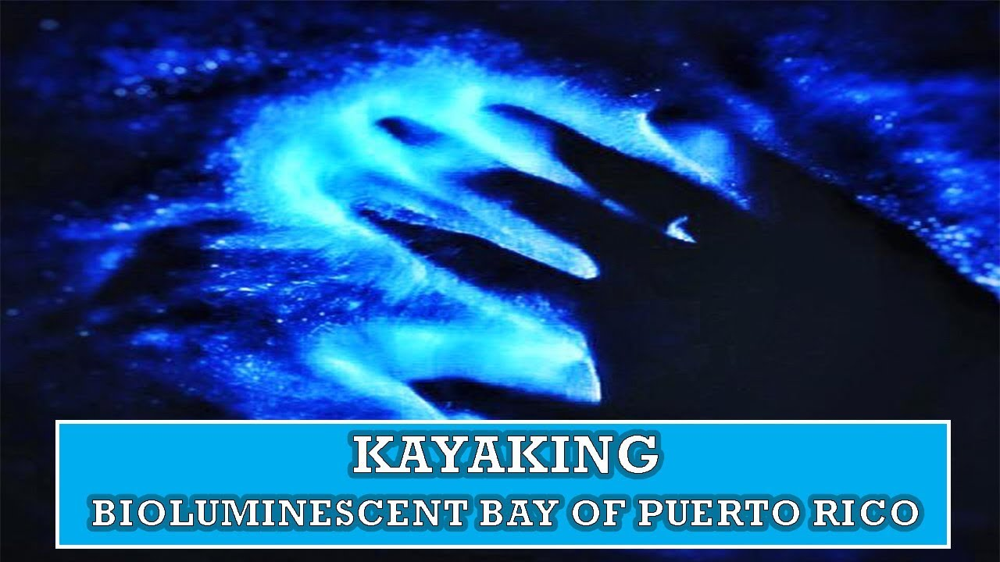 KAYAKING
BIOLUMINESCENT BAY OF PUERTO RICO